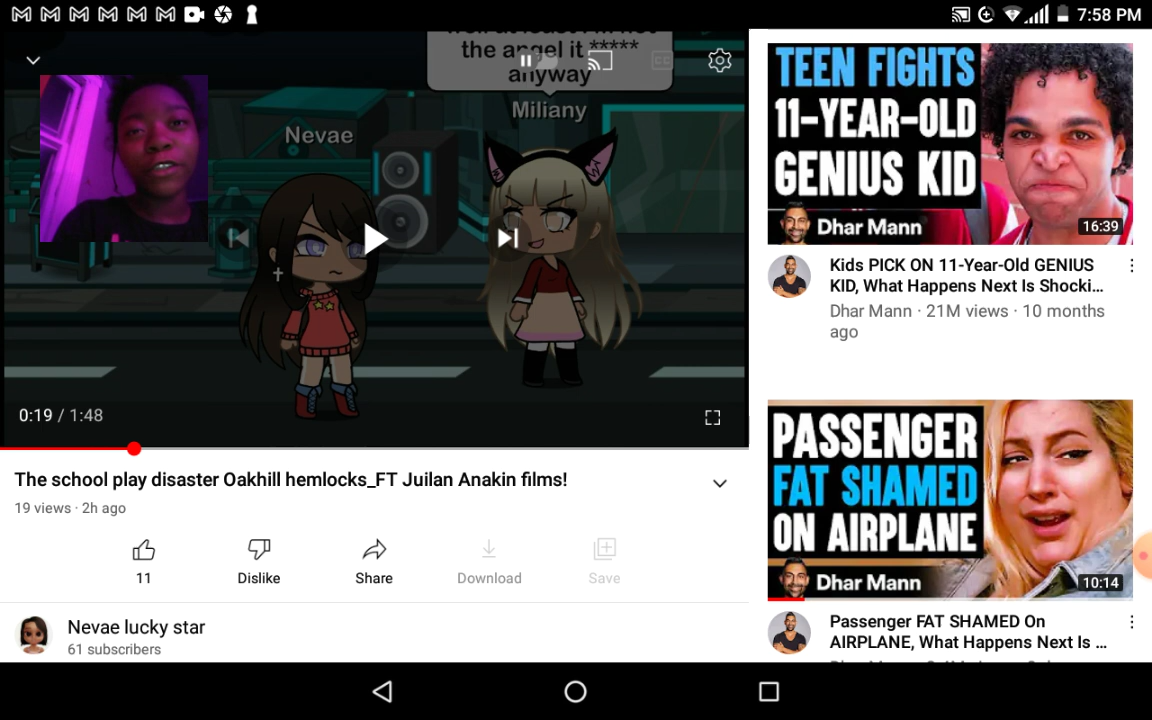 7:58 PM
the angel it *****
anyway
Miliany
Nevae
CC
0:19 / 1:48
The school play disaster Oakhill hemlocks_FT Juilan Anakin films!
19 views · 2h ago
11
Dislike
Share
Download
Save
Nevae lucky star
61 subscribers
TEEN FIGHTS
11-YEAR-OLD
GENIUS KID
Dhar Mann
16:39
Kids PICK ON 11-Year-Old GENIUS
KID, What Happens Next Is Shocki...
Dhar Mann · 21M views · 10 months
ago
PASSENGER
FAT SHAMED
ON AIRPLANE
Dhar Mann
10:14
Passenger FAT SHAMED On
AIRPLANE, What Happens Next Is ...